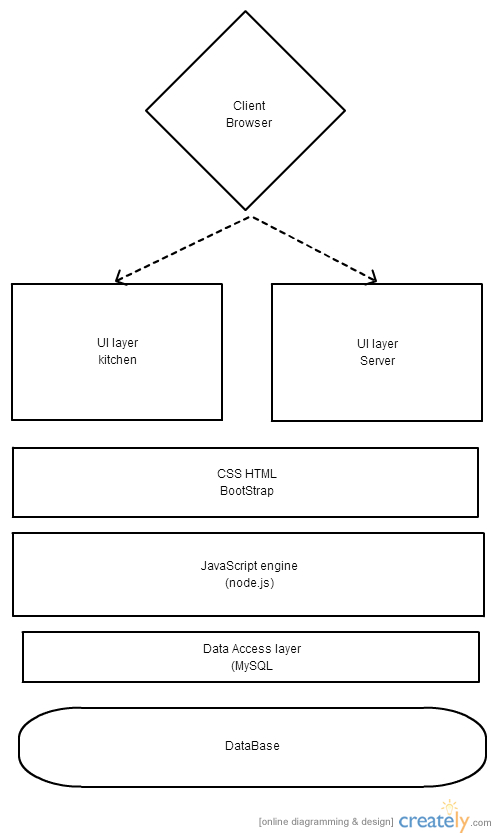 Client
Browser
UI layer
kitchen
UI layer
Server
CSS HTML
BootStrap
JavaScript engine
(node.js)
Data Access layer
(MySQL
DataBase
[online diagramming & design] creately.com